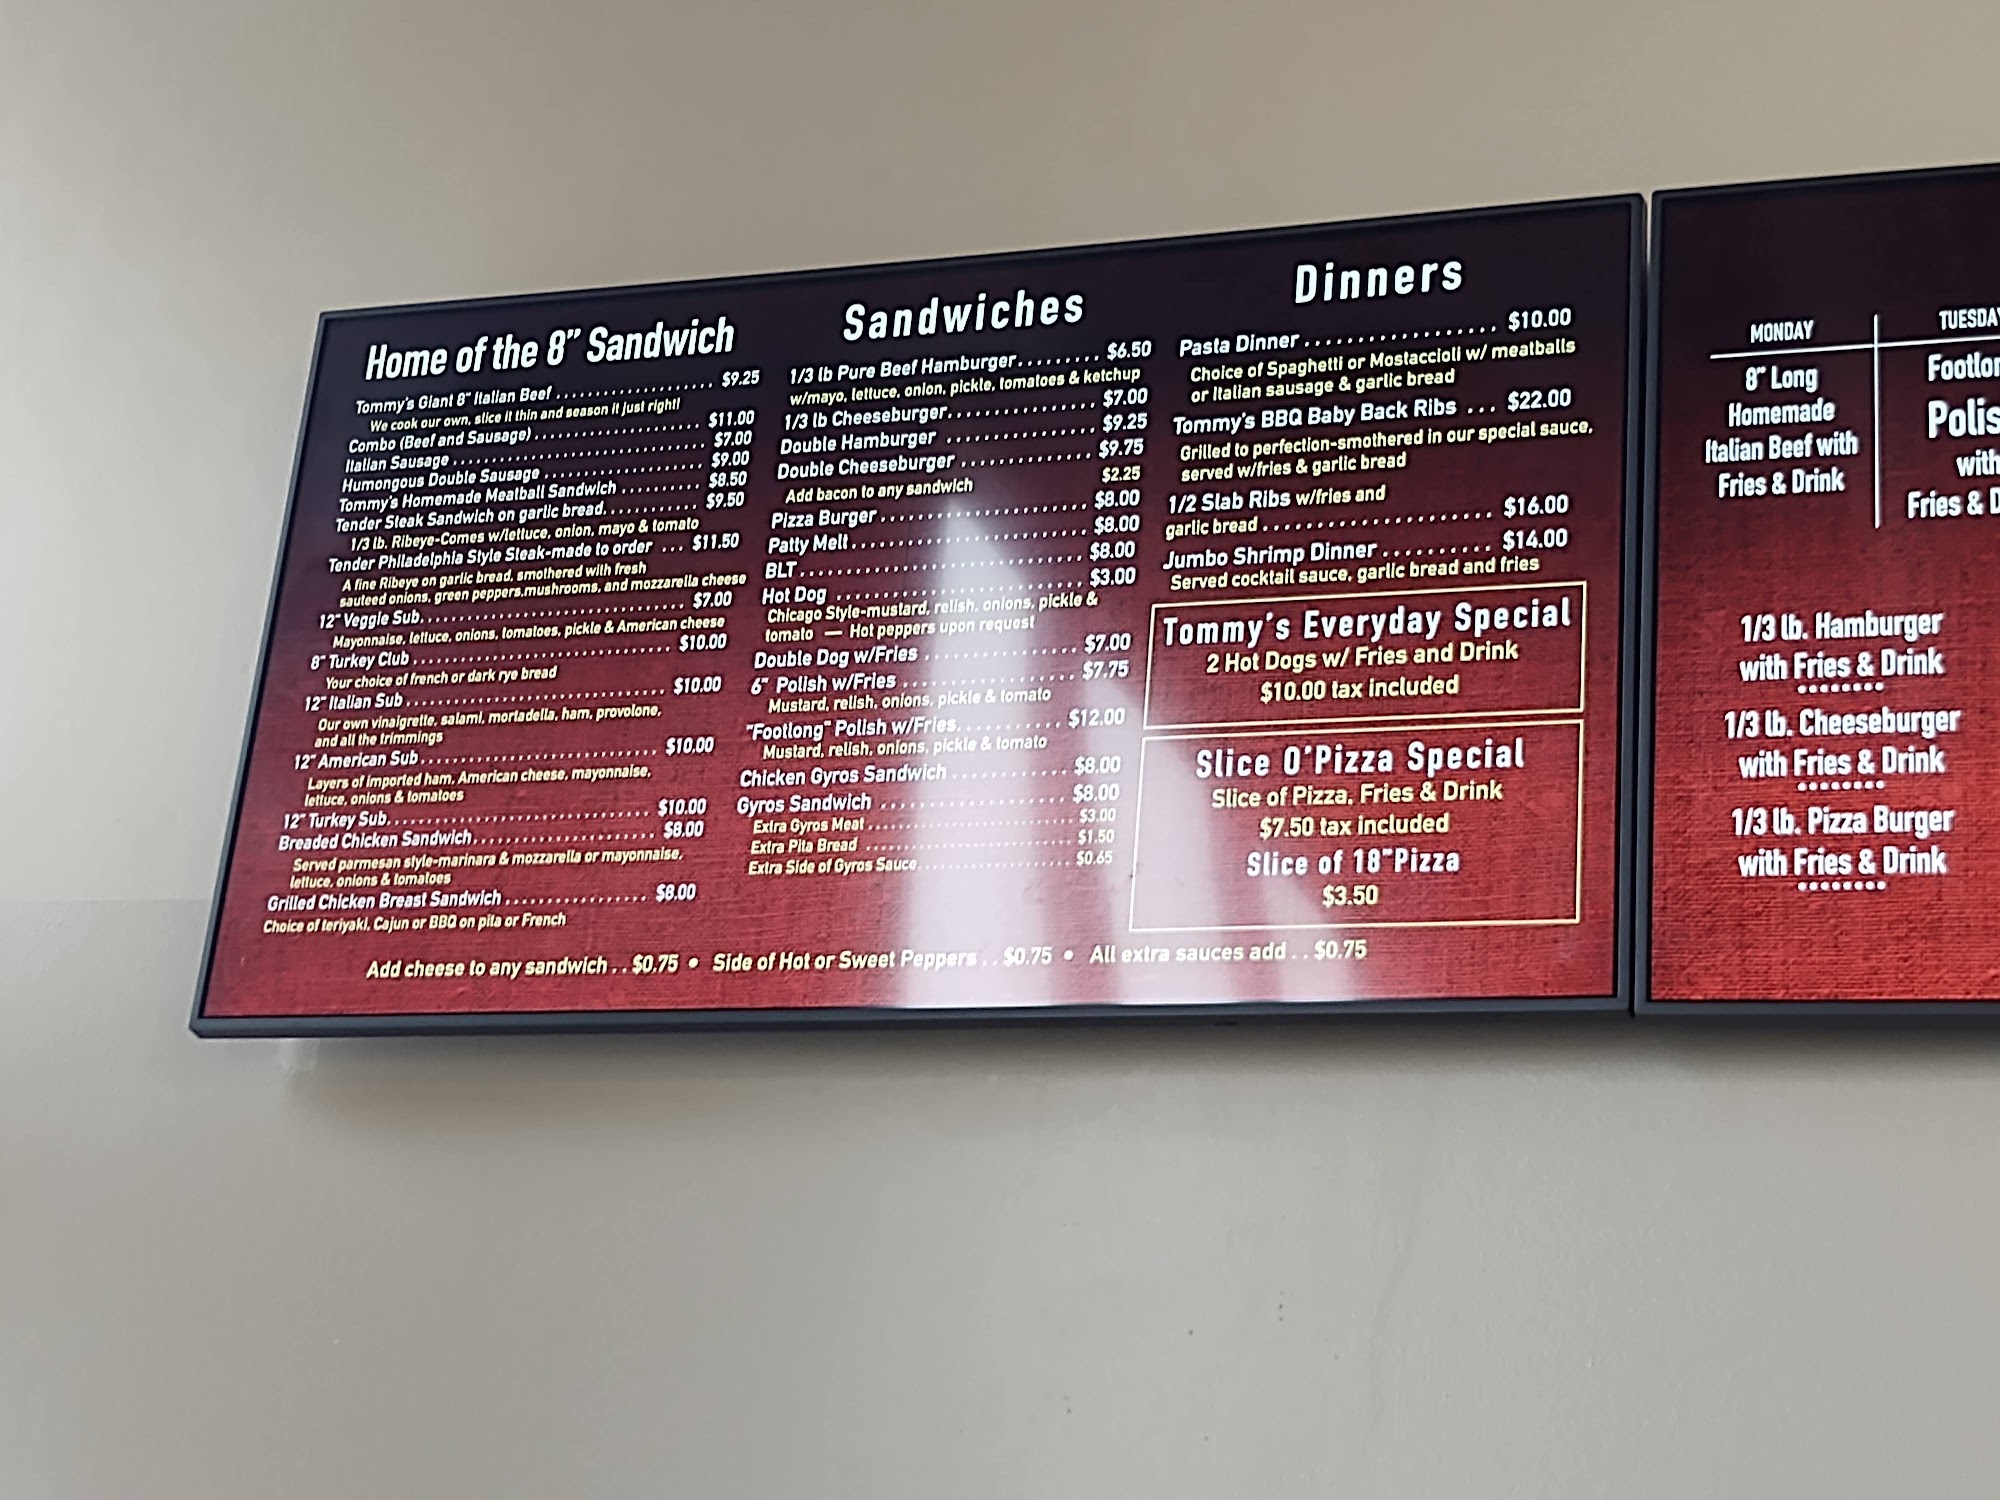 Home of the 8" Sandwich
Tommy's Giant 8" Italian Beef .................... $9.25
We cook our own, slice it thin and season it just right!
Combo (Beef and Sausage) .................... $11.00
Italian Sausage .............................. $7.00
Humongous Double Sausage .................... $9.00
Tommy's Homemade Meatball Sandwich .......... $8.50
Tender Steak Sandwich on garlic bread............ $9.50
1/3 lb. Ribeye-Comes w/lettuce, onion, mayo & tomato
Tender Philadelphia Style Steak-made to order ... $11.50
A fine Ribeye on garlic bread, smothered with fresh
sauteed onions, green peppers,mushrooms, and mozzarella cheese
12" Veggie Sub................................ $7.00
Mayonnaise, lettuce, onions, tomatoes, pickle & American cheese
8" Turkey Club ................................ $10.00
Your choice of french or dark rye bread
12" Italian Sub ................................ $10.00
Our own vinaigrette, salami, mortadella, ham, provolone,
and all the trimmings
12" American Sub............................. $10.00
Layers of imported ham, American cheese, mayonnaise,
lettuce, onions & tomatoes
12" Turkey Sub................................ $10.00
Breaded Chicken Sandwich...................... $8.00
Served parmesan style-marinara & mozzarella or mayonnaise,
lettuce, onions & tomatoes
Grilled Chicken Breast Sandwich ................. $8.00
Choice of teriyaki, Cajun or BBQ on pita or French
Sandwiches
1/3 lb Pure Beef Hamburger......... $6.50
w/mayo, lettuce, onion, pickle, tomatoes & ketchup
1/3 lb Cheeseburger................ $7.00
Double Hamburger ................ $9.25
Double Cheeseburger .............. $9.75
Add bacon to any sandwich $2.25
Pizza Burger....................... $8.00
Patty Melt.......................... $8.00
BLT............................... $8.00
Hot Dog ........................... $3.00
Chicago Style-mustard, relish, onions, pickle &
tomato — Hot peppers upon request
Double Dog w/Fries ................ $7.00
6" Polish w/Fries .................. $7.75
Mustard, relish, onions, pickle & tomato
"Footlong" Polish w/Fries........... $12.00
Mustard, relish, onions, pickle & tomato
Chicken Gyros Sandwich ............ $8.00
Gyros Sandwich ................... $8.00
Extra Gyros Meat ......................... $3.00
Extra Pita Bread ......................... $1.50
Extra Side of Gyros Sauce.................. $0.65
Dinners
Pasta Dinner ................. $10.00
Choice of Spaghetti or Mostaccioli w/ meatballs
or Italian sausage & garlic bread
Tommy's BBQ Baby Back Ribs ... $22.00
Grilled to perfection-smothered in our special sauce,
served w/fries & garlic bread
1/2 Slab Ribs w/fries and
garlic bread ..................... $16.00
Jumbo Shrimp Dinner .......... $14.00
Served cocktail sauce, garlic bread and fries
Tommy's Everyday Special
2 Hot Dogs w/ Fries and Drink
$10.00 tax included
Slice O'Pizza Special
Slice of Pizza, Fries & Drink
$7.50 tax included
Slice of 18"Pizza
$3.50
Add cheese to any sandwich . . $0.75 • Side of Hot or Sweet Peppers . . $0.75 • All extra sauces add . . $0.75
MONDAY
8" Long
Homemade
Italian Beef with
Fries & Drink
TUESDA
Footlon
Polis
with
Fries & D
1/3 lb. Hamburger
with Fries & Drink
1/3 lb. Cheeseburger
with Fries & Drink
1/3 lb. Pizza Burger
with Fries & Drink